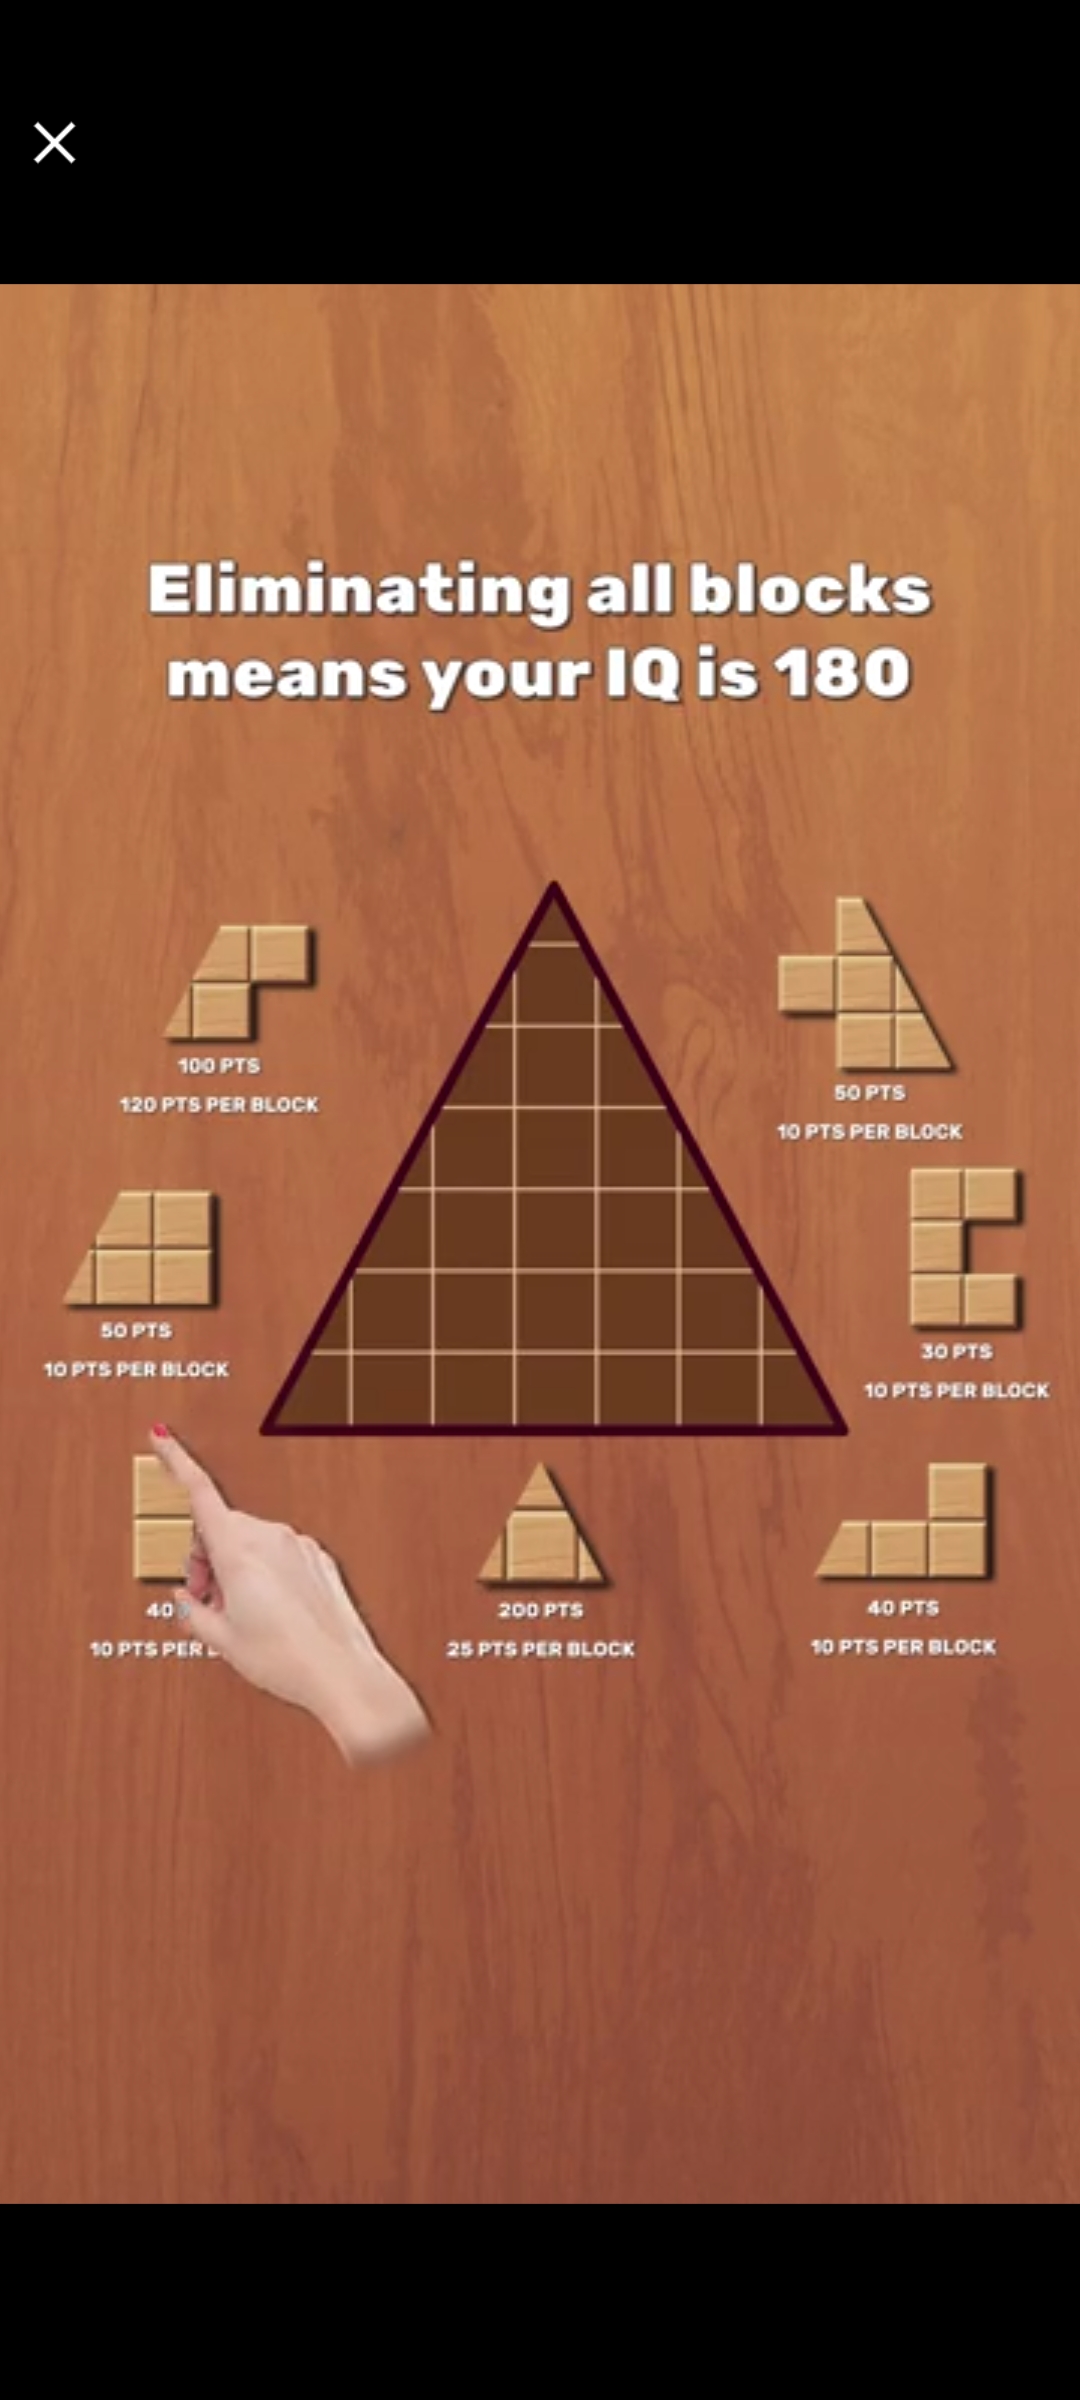 Eliminating all blocks
means your IQ is 180
100 PTS
120 PTS PER BLOCK
50 PTS
10 PTS PER BLOCK
50 PTS
10 PTS PER BLOCK
30 PTS
10 PTS PER BLOCK
40
10 PTS PER
200 PTS
25 PTS PER BLOCK
40 PTS
10 PTS PER BLOCK